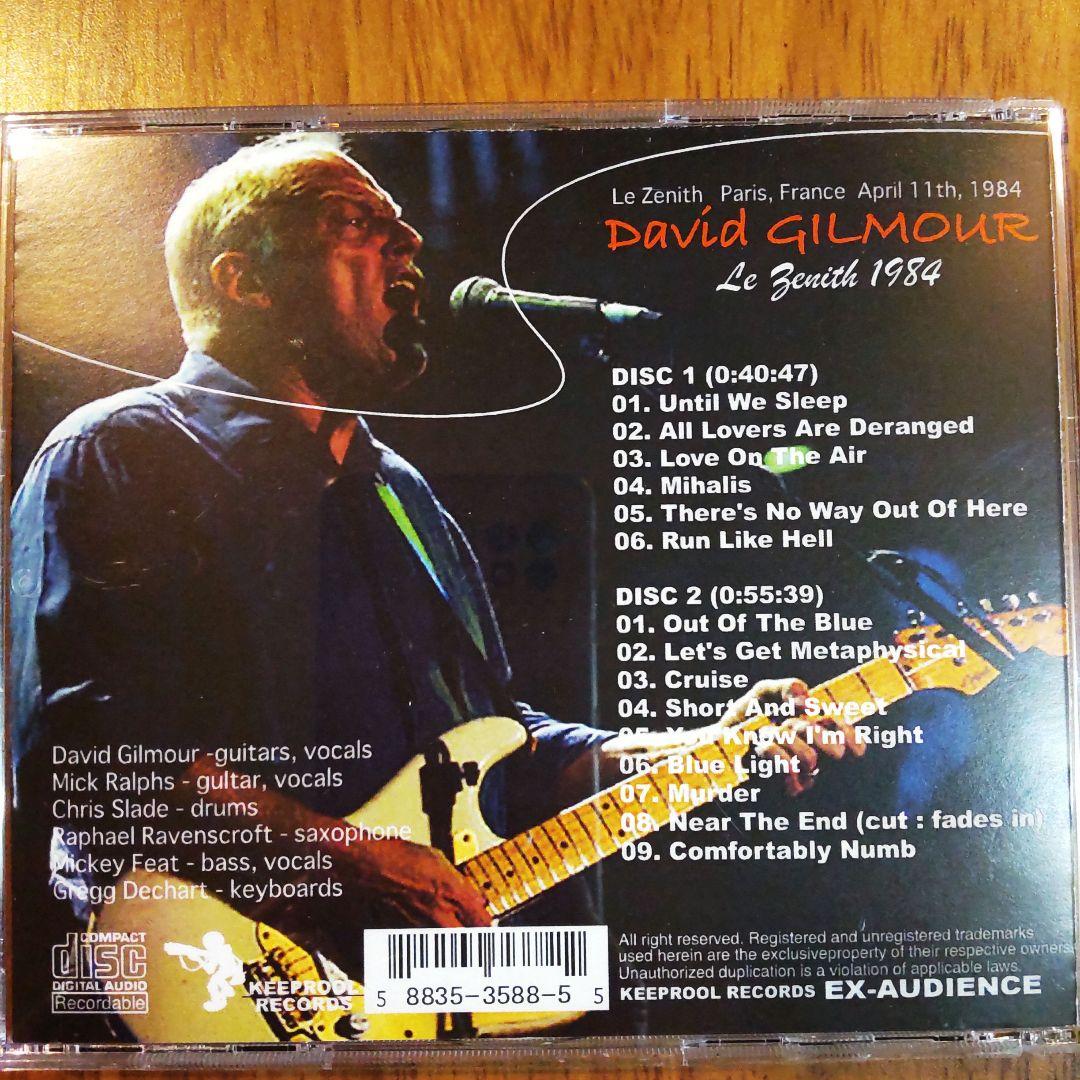 Le Zenith Paris, France April 11th, 1984
David GILMOUR
Le Zenith 1984
DISC 1 (0:40:47)
01. Until We Sleep
02. All Lovers Are Deranged
03. Love On The Air
04. Mihalis
05. There's No Way Out Of Here
06. Run Like Hell
DISC 2 (0:55:39)
01. Out Of The Blue
02. Let's Get Metaphysical
03. Cruise
04. Short And Sweet
05. You Know I'm Right
06. Blue Light
07. Murder
08. Near The End (cut : fades in)
09. Comfortably Numb
David Gilmour -guitars, vocals
Mick Ralphs - gultar, vocals
Chris Slade - drums
Raphael Ravenscroft - saxophone
Mickey Feat - bass, vocals
Gregg Dechart - keyboards
COMPACT
disc
DIGITAL AUDIO
Recordable
KEEPROOL
RECORDS
5 8835-3588-5 5
All right reserved. Registered and unregistered trademarks
used herein are the exclusiveproperty of their respective owners
Unauthorized duplication is a violation of applicable laws.
KEEPROOL RECORDS EX-AUDIENCE